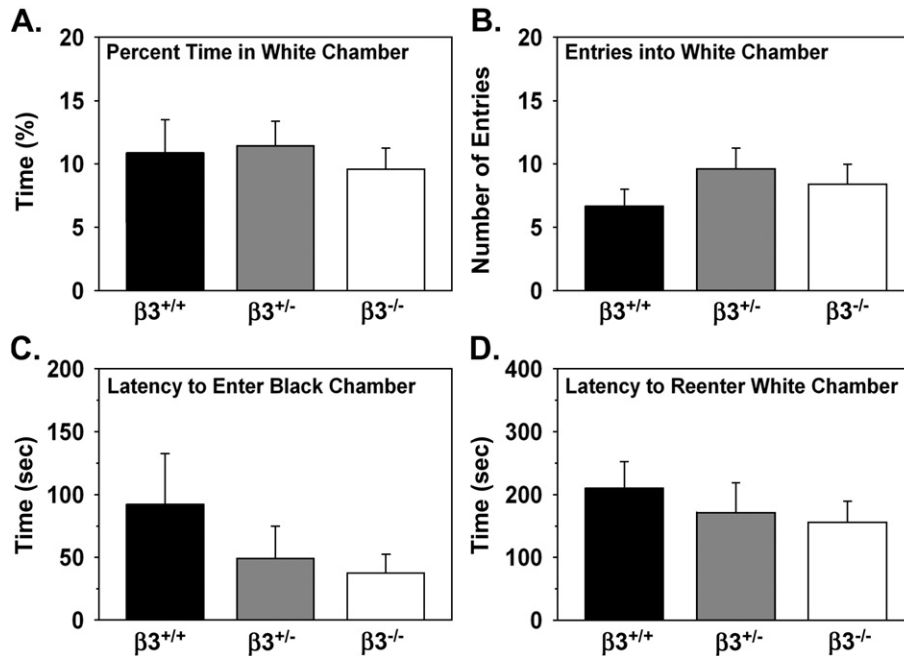 A.
Percent Time in White Chamber
Time (%)
20
15
10
5
0
β3+/+
β3+/-
β3-/-
B.
Entries into White Chamber
Number of Entries
20
15
10
5
0
β3+/+
β3+/-
β3-/-
C.
Latency to Enter Black Chamber
Time (sec)
200
150
100
50
0
β3+/+
β3+/-
β3-/-
D.
Latency to Reenter White Chamber
Time (sec)
400
300
200
100
0
β3+/+
β3+/-
β3-/-